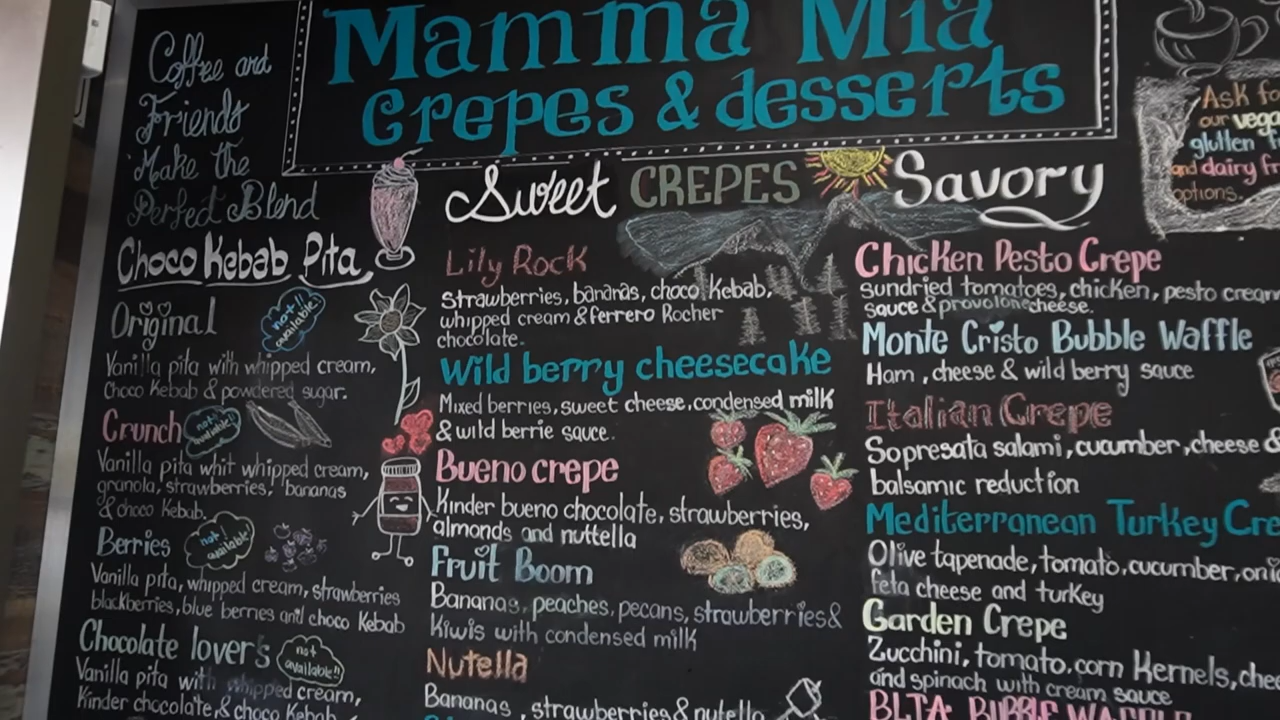 Coffee and
Friends
Make the
Perfect Blend
Mamma Mia
Crepes & desserts
Ask
our
and dairy
options.
Choco Kebab Pita
Original
not!!
available!
Vanilla pita with whipped cream,
Choco Kebab & powdered sugar.
Crunch
not!
available!
Vanilla pita whit whipped cream,
granola, strawberries, bananas
& choco Kebab.
Berries
not!
available!
Vanilla pita, whipped cream, strawberries
blackberries, blue berries and choco Kebab
Chocolate lover's
not
available!!
Vanilla pita with whipped cream,
Kinder chocolate, & choco Kebab
Sweet CREPES Savory
Lily Rock
Strawberries, bananas, choco Kebab,
whipped cream & ferrero Rocher
chocolate.
Wild berry cheesecake
Mixed berries, sweet cheese, condensed milk
& wild berrie sauce.
Bueno crepe
Kinder bueno chocolate, strawberries,
almonds and nuttella
Fruit Boom
Bananas, peaches, pecans, strawberries &
Kiwis with condensed milk
Nutella
Bananas, strawberries & nutella
Chicken Pesto Crepe
sundried tomatoes, chicken, pesto cream
sauce & provolone cheese.
Monte Cristo Bubble Waffle
Ham, cheese & wild berry sauce
Italian Crepe
Sopresata salami, cucumber, cheese &
balsamic reduction
Mediterranean Turkey Cre
Olive tapenade, tomato, cucumber, oni
feta cheese and turkey
Garden Crepe
Zucchini, tomato, corn Kernels, chee
and spinach with cream sauce
BLTA BUBBLE WAFFLE